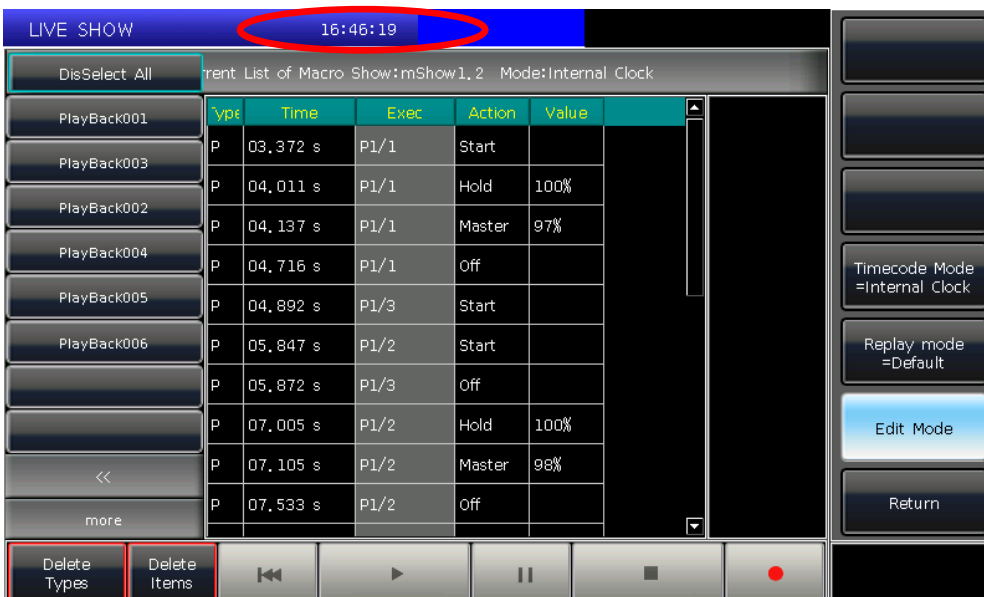 LIVE SHOW 16:46:19
DisSelect All
rent List of Macro Show:mShow1.2 Mode:Internal Clock
PlayBack001
PlayBack003
PlayBack002
PlayBack004
PlayBack005
PlayBack006
<<
more
Type Time Exec Action Value
P 03.372 s P1/1 Start
P 04.011 s P1/1 Hold 100%
P 04.137 s P1/1 Master 97%
P 04.716 s P1/1 Off
P 04.892 s P1/3 Start
P 05.847 s P1/2 Start
P 05.872 s P1/3 Off
P 07.005 s P1/2 Hold 100%
P 07.105 s P1/2 Master 98%
P 07.533 s P1/2 Off
Timecode Mode
=Internal Clock
Replay mode
=Default
Edit Mode
Return
Delete
Types
Delete
Items